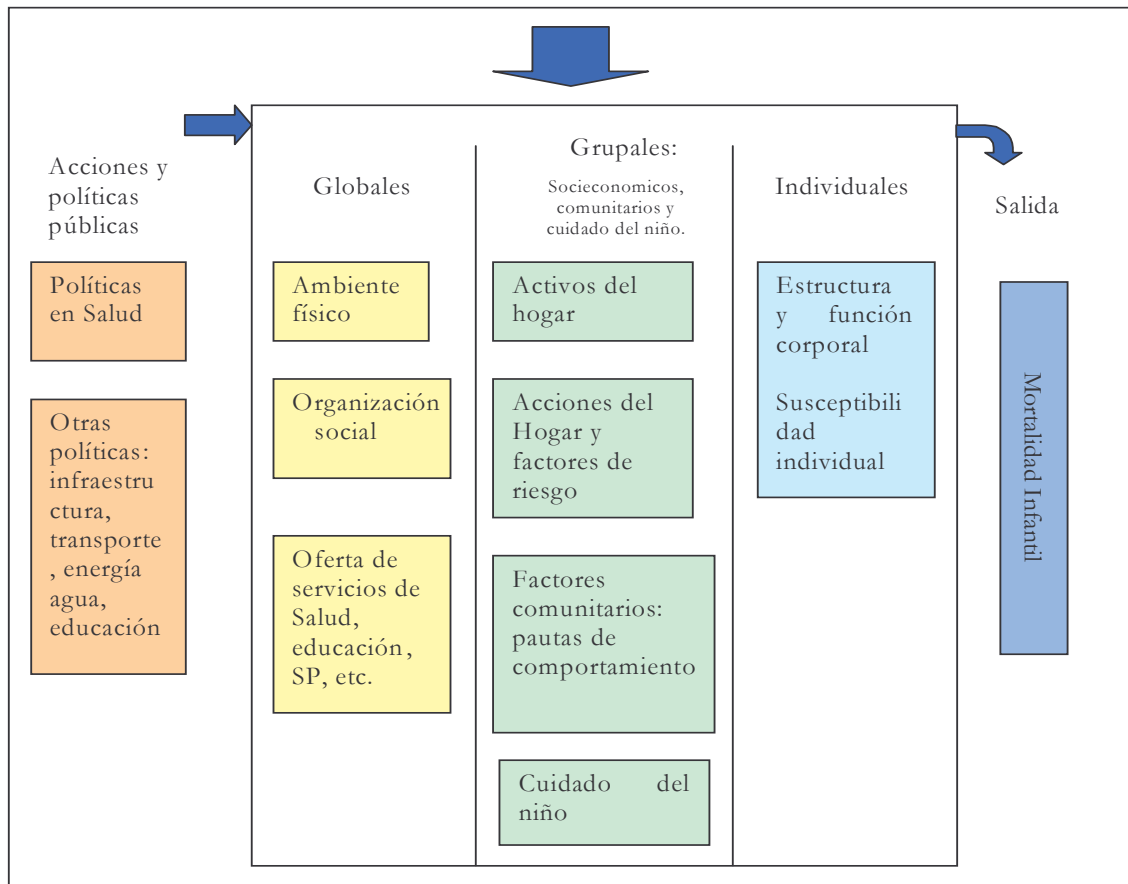 Acciones y
políticas
públicas
Políticas
en Salud
Otras
políticas:
infraestru
ctura,
transporte
, energía
agua,
educación
Globales
Ambiente
físico
Organización
social
Oferta de
servicios de
Salud,
educación,
SP, etc.
Grupales:
Socieconomicos,
comunitarios y
cuidado del niño.
Activos del
hogar
Acciones del
Hogar y
factores de
riesgo
Factores
comunitarios:
pautas de
comportamiento
Cuidado del
niño
Individuales
Estructura
y función
corporal
Susceptibili
dad
individual
Salida
Mortalidad Infantil